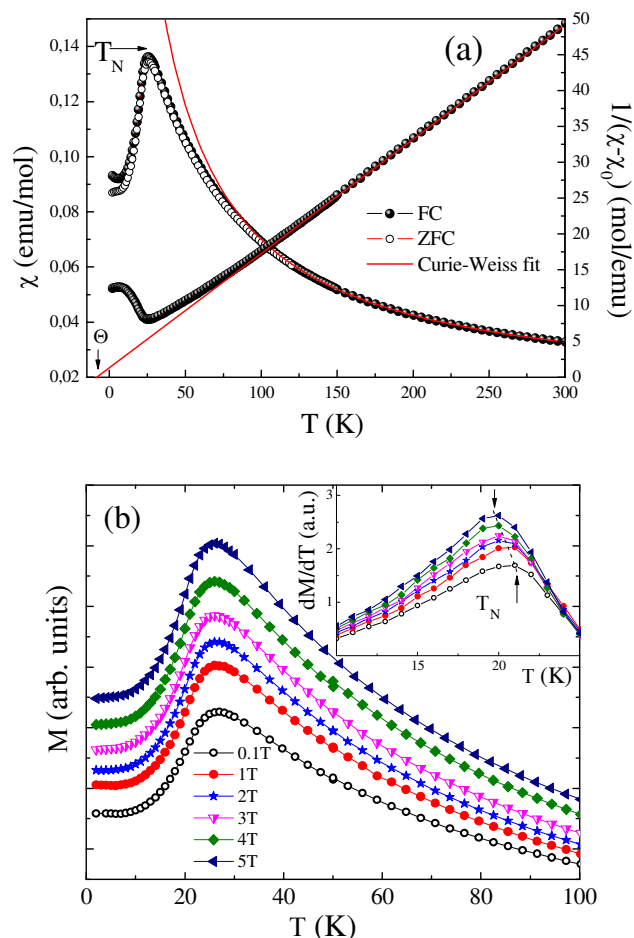 (a)
T_N
0,14
0,12
0,10
0,08
0,06
0,04
0,02
χ (emu/mol)
50
45
40
35
30
25
20
15
10
5
0
1/(χ-χ_0) (mol/emu)
FC
ZFC
Curie-Weiss fit
Θ
0 50 100 150 200 250 300
T (K)
(b)
M (arb. units)
0.1T
1T
2T
3T
4T
5T
0 20 40 60 80 100
T (K)
dM/dT (a.u.)
3
2
1
T_N
15 20
T (K)